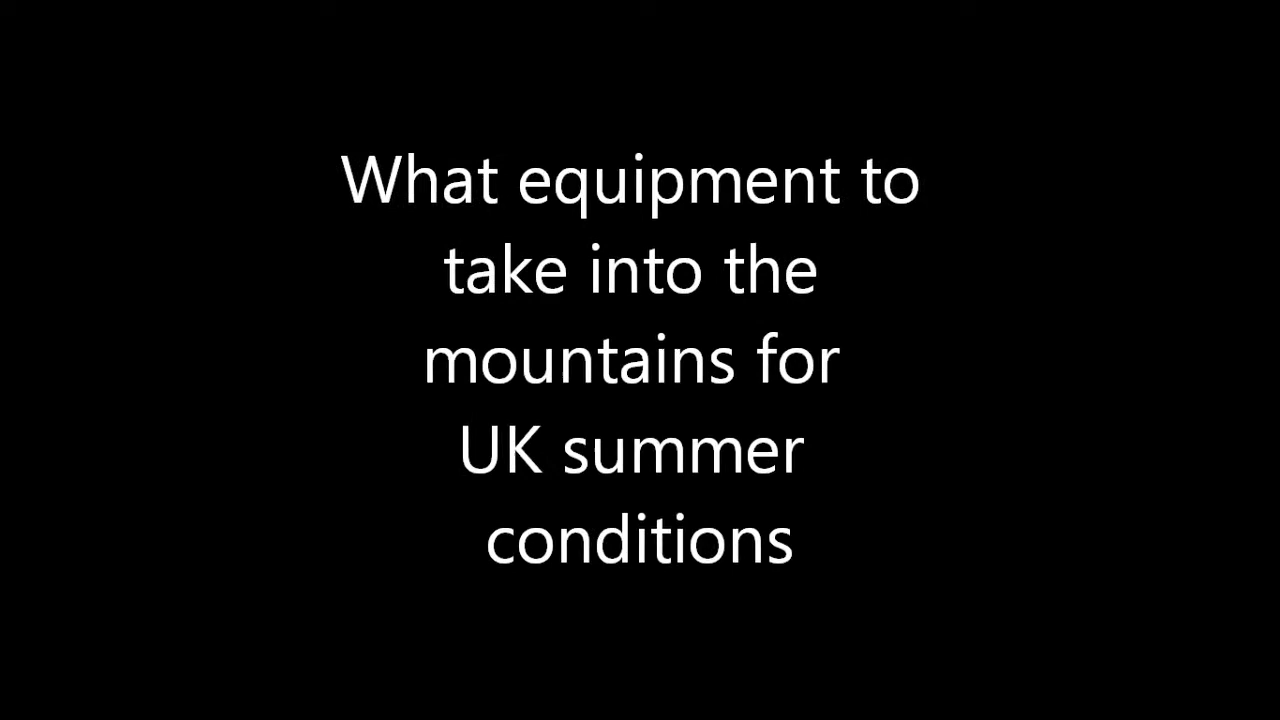 What equipment to
take into the
mountains for
UK summer
conditions